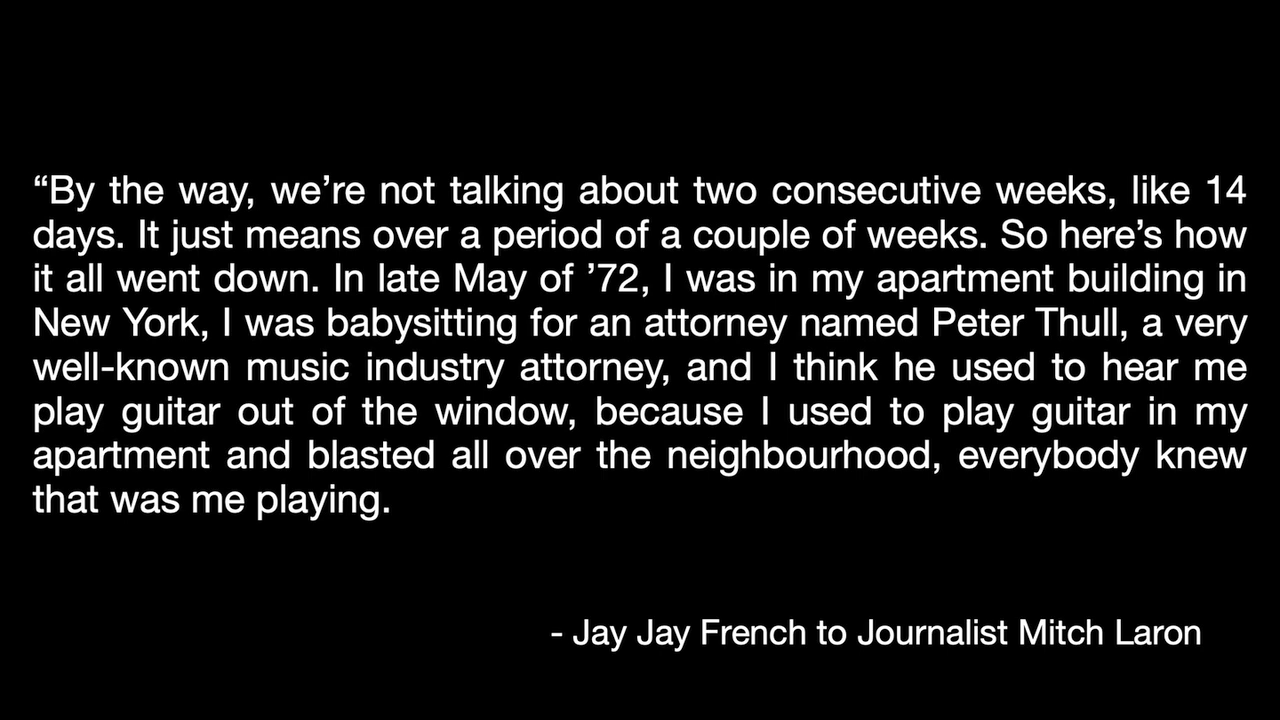 “By the way, we’re not talking about two consecutive weeks, like 14
days. It just means over a period of a couple of weeks. So here’s how
it all went down. In late May of ’72, I was in my apartment building in
New York, I was babysitting for an attorney named Peter Thull, a very
well-known music industry attorney, and I think he used to hear me
play guitar out of the window, because I used to play guitar in my
apartment and blasted all over the neighbourhood, everybody knew
that was me playing.
- Jay Jay French to Journalist Mitch Laron